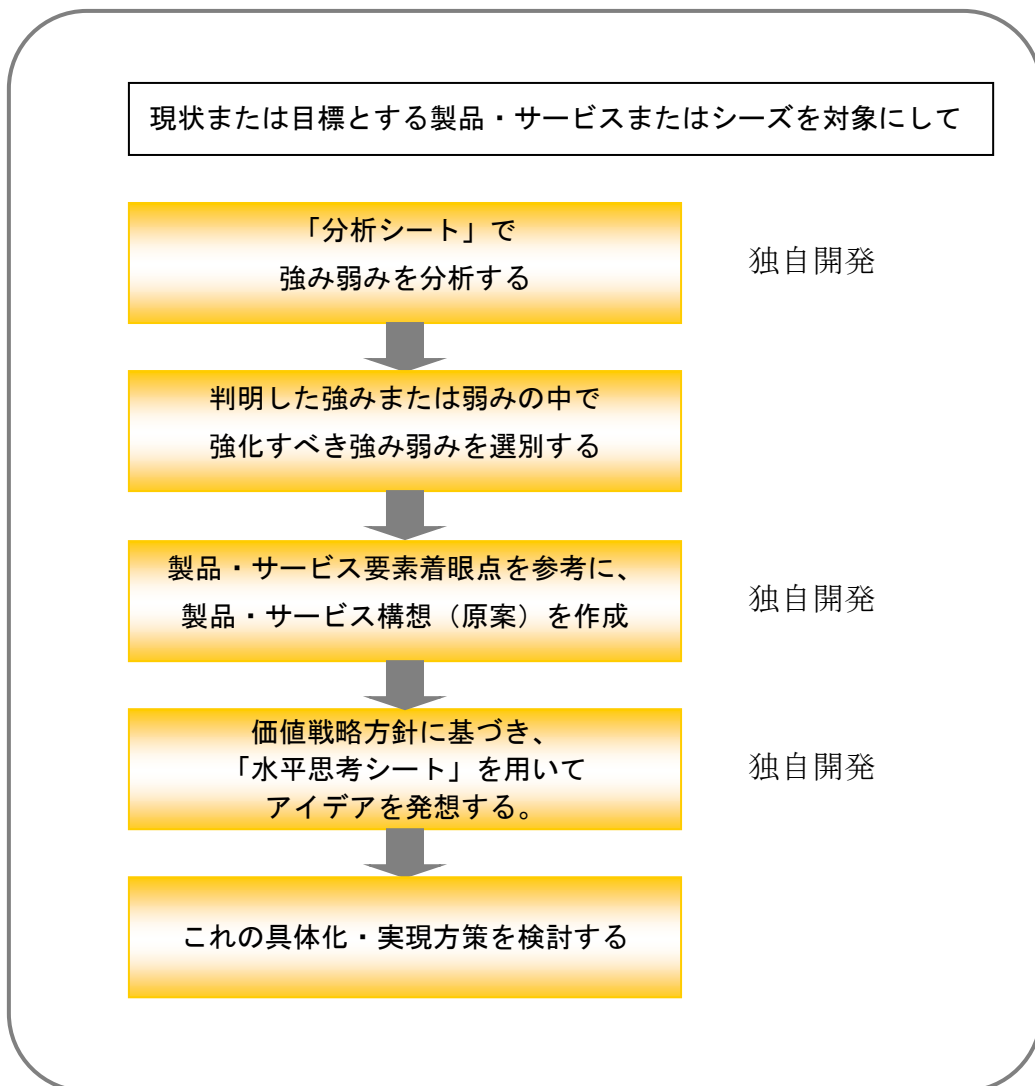 現状または目標とする製品・サービスまたはシーズを対象にして
「分析シート」で
強み弱みを分析する
独自開発
判明した強みまたは弱みの中で
強化すべき強み弱みを選別する
製品・サービス要素着眼点を参考に、
製品・サービス構想（原案）を作成
独自開発
価値戦略方針に基づき、
「水平思考シート」を用いて
アイデアを発想する。
独自開発
これの具体化・実現方策を検討する